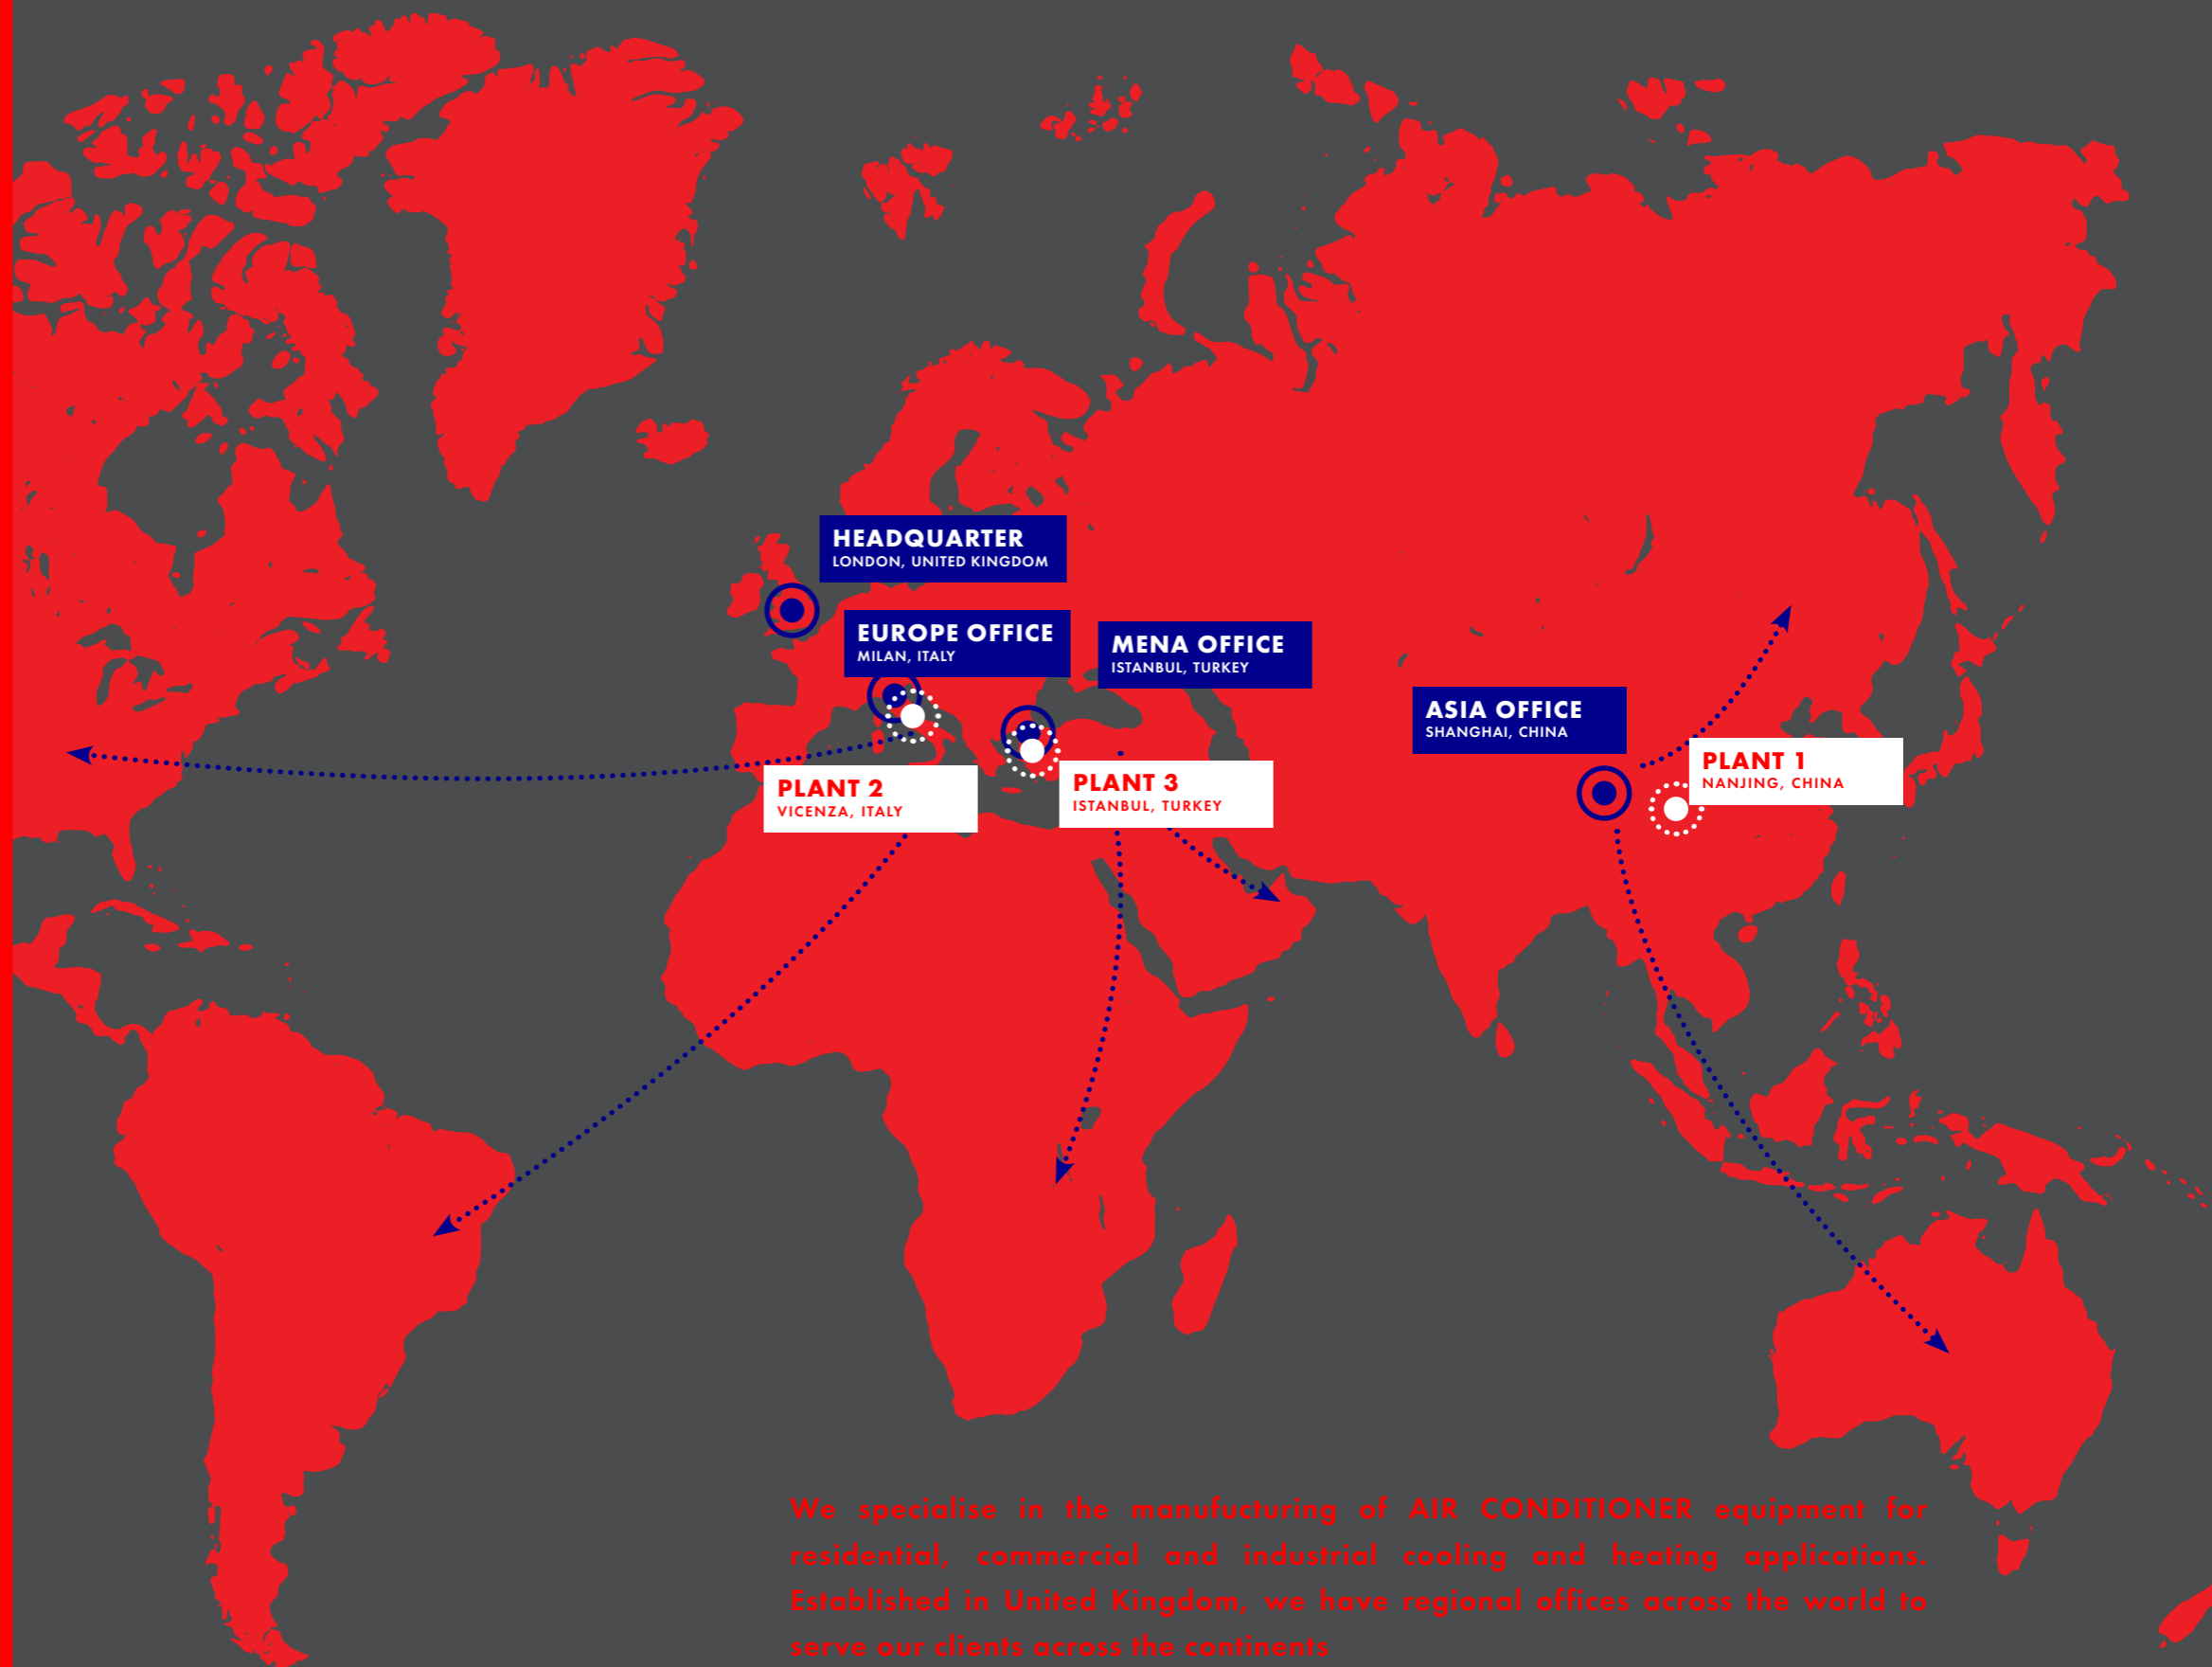 HEADQUARTER
LONDON, UNITED KINGDOM
EUROPE OFFICE
MILAN, ITALY
MENA OFFICE
ISTANBUL, TURKEY
ASIA OFFICE
SHANGHAI, CHINA
PLANT 1
NANJING, CHINA
PLANT 2
VICENZA, ITALY
PLANT 3
ISTANBUL, TURKEY
We specialise in the manufucturing of AIR CONDITIONER equipment for
residential, commercial and industrial cooling and heating applications.
Established in United Kingdom, we have regional offices across the world to
serve our clients across the continents